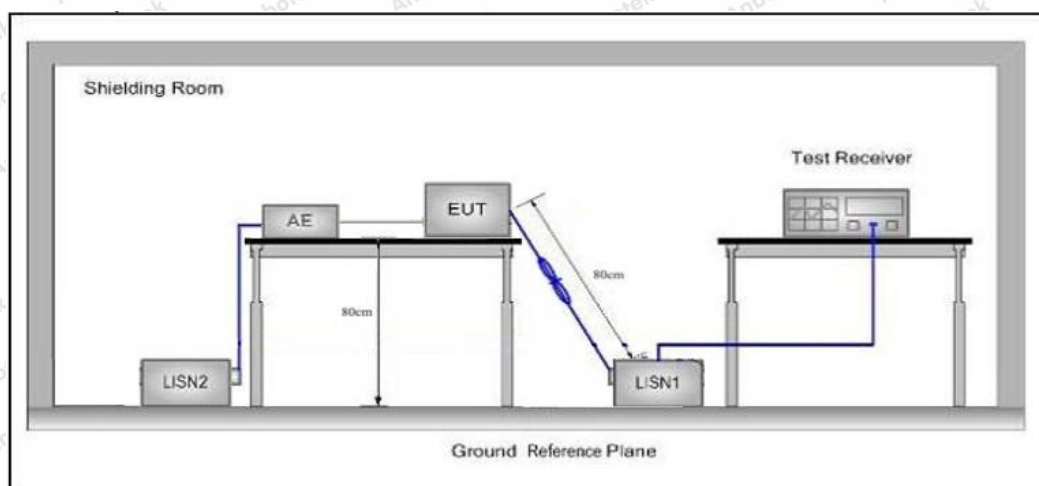 Shielding Room
Test Receiver
EUT
AE
80cm
80cm
LISN2
LISN1
Ground Reference Plane